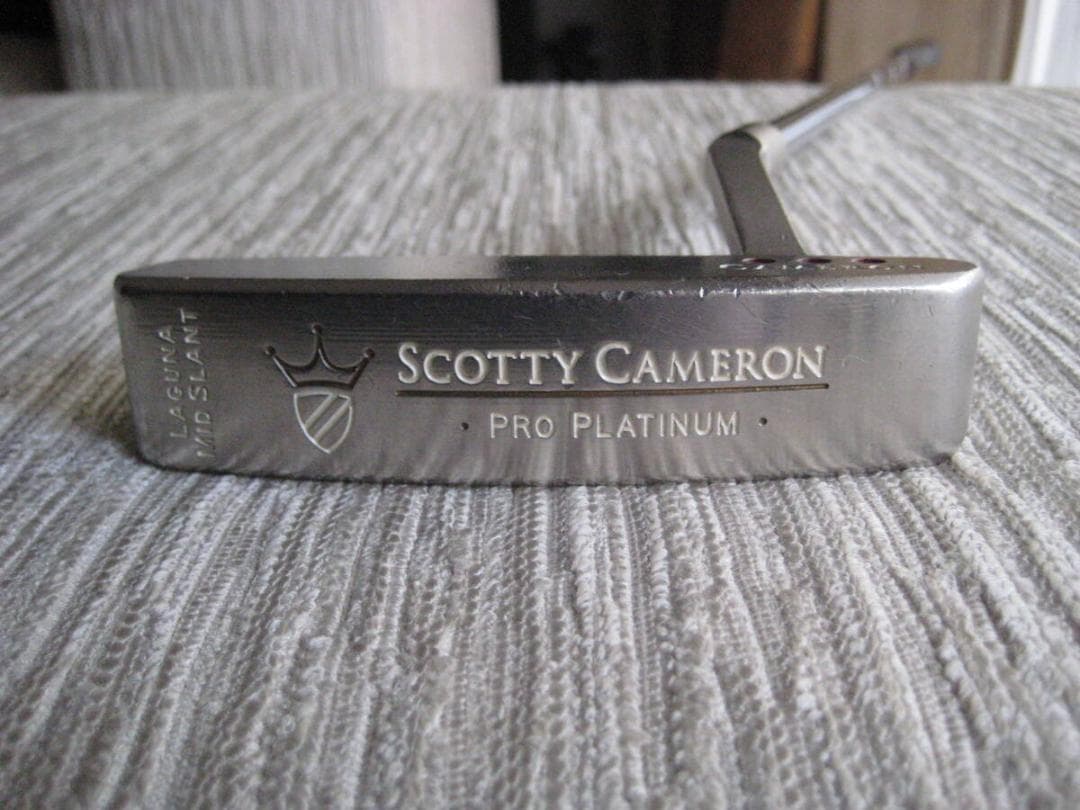 LAGUNA
MID SLANT
SCOTTY CAMERON
· PRO PLATINUM ·